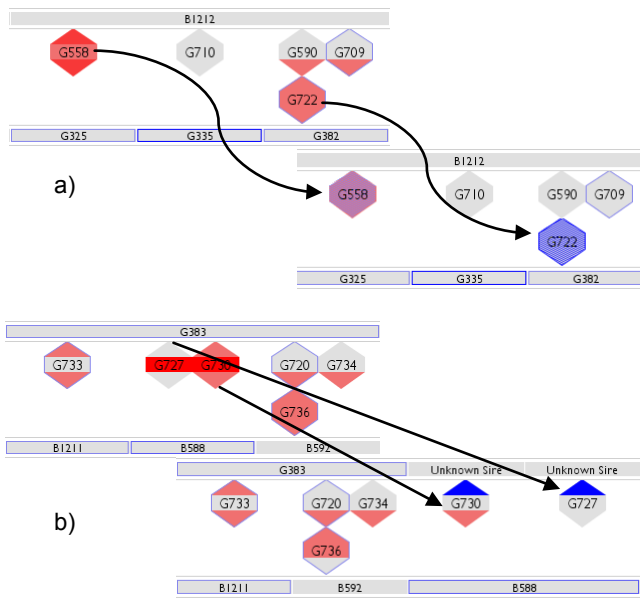 B1212
G558 G710 G590 G709
G722
G325 G335 G382
a)
B1212
G558 G710 G590 G709
G722
G325 G335 G382
G383
G733 G727 G730 G720 G734
G736
B1211 B588 B592
b)
G383 Unknown Sire Unknown Sire
G733 G720 G734 G730 G727
G736
B1211 B592 B588